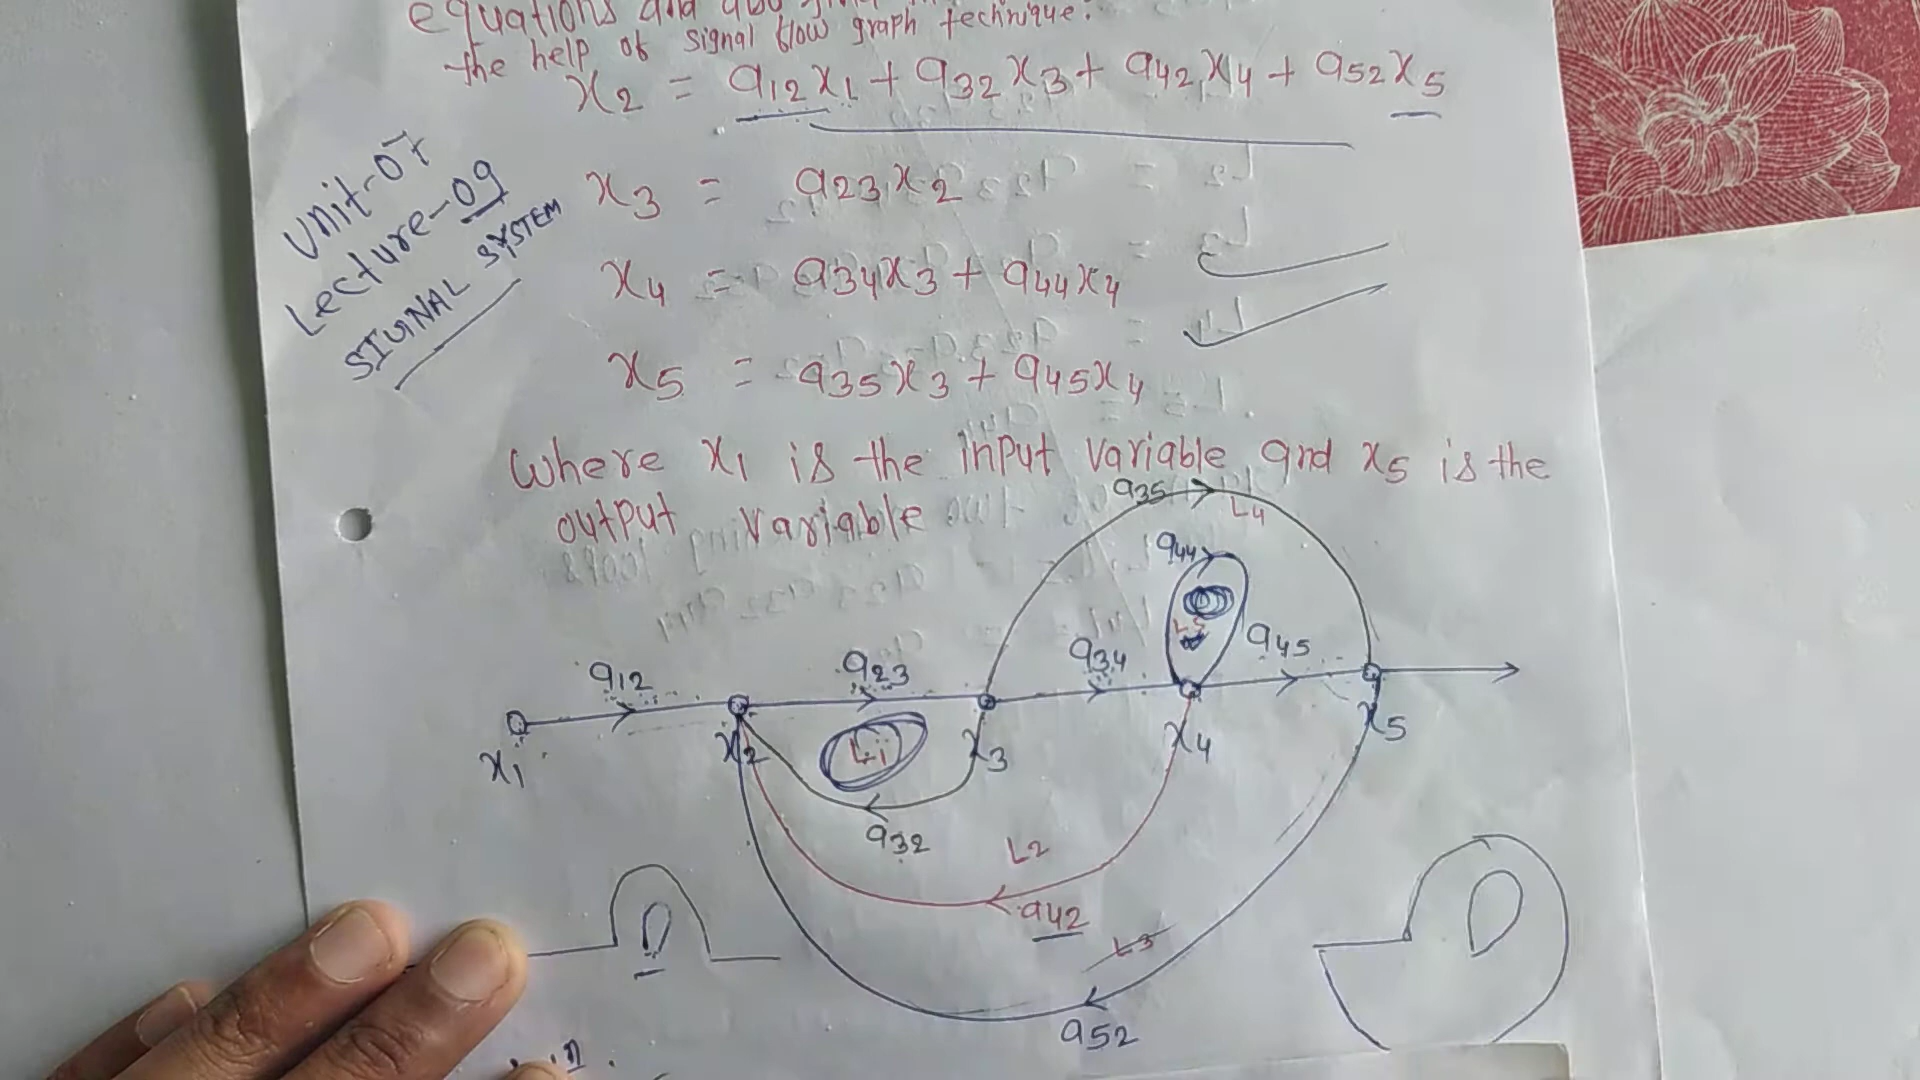 equations and
the help of signal flow graph technique.
x2 = a12x1 + a32x3 + a42x4 + a52x5
Unit-07
Lecture-09
SIGNAL SYSTEM
x3 = a23x2
x4 = a34x3 + a44x4
x5 = a35x3 + a45x4
Where x1 is the input variable and x5 is the
output variable
a35
L4
a44
a12
a23
a34
L5
a45
x1
x2
L1
x3
x4
x5
a32
L2
a42
L3
a52